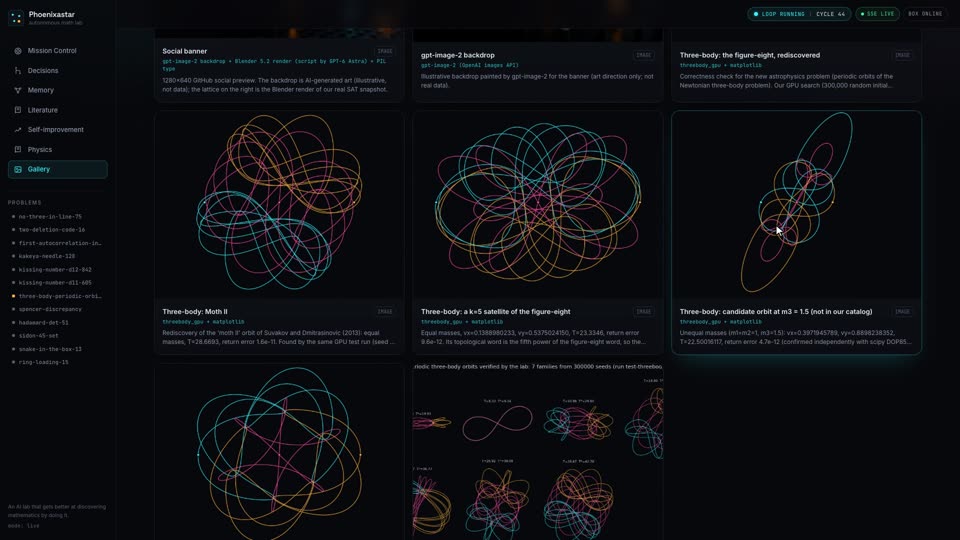 Phoenixastar
autonomous math lab
LOOP RUNNING | CYCLE 44
SSE LIVE
BOX ONLINE
Mission Control
Decisions
Memory
Literature
Self-improvement
Physics
Gallery
PROBLEMS
no-three-in-line-75
two-deletion-code-16
first-autocorrelation-in…
kakeya-needle-128
kissing-number-d12-842
kissing-number-d11-605
three-body-periodic-orbi…
spencer-discrepancy
hadamard-det-51
sidon-45-set
snake-in-the-box-13
ring-loading-15
An AI lab that gets better at discovering
mathematics by doing it.
mode: live
Social banner
IMAGE
gpt-image-2 backdrop + Blender 5.2 render (script by GPT-6 Astra) + PIL
type
1280×640 GitHub social preview. The backdrop is AI-generated art (illustrative,
not data); the lattice on the right is the Blender render of our real SAT snapshot.
gpt-image-2 backdrop
IMAGE
gpt-image-2 (OpenAI images API)
Illustrative backdrop painted by gpt-image-2 for the banner (art direction only; not
real data).
Three-body: the figure-eight, rediscovered
IMAGE
threebody_gpu + matplotlib
Correctness check for the new astrophysics problem (periodic orbits of the
Newtonian three-body problem). Our GPU search (300,000 random initial…
Three-body: Moth II
IMAGE
threebody_gpu + matplotlib
Rediscovery of the 'moth II' orbit of Suvakov and Dmitrasinovic (2013): equal
masses, T=28.6693, return error 1.6e-11. Found by the same GPU test run (seed …
Three-body: a k=5 satellite of the figure-eight
IMAGE
threebody_gpu + matplotlib
Equal masses, vx=0.1388980233, vy=0.5375024150, T=23.3346, return error
9.6e-12. Its topological word is the fifth power of the figure-eight word, so the…
Three-body: candidate orbit at m3 = 1.5 (not in our catalog)
IMAGE
threebody_gpu + matplotlib
Unequal masses (m1=m2=1, m3=1.5): vx=0.3971945789, vy=0.8898238352,
T=22.50016117, return error 4.7e-12 (confirmed independently with scipy DOP85…
riodic three-body orbits verified by the lab: 7 families from 300000 seeds (run test-threebod